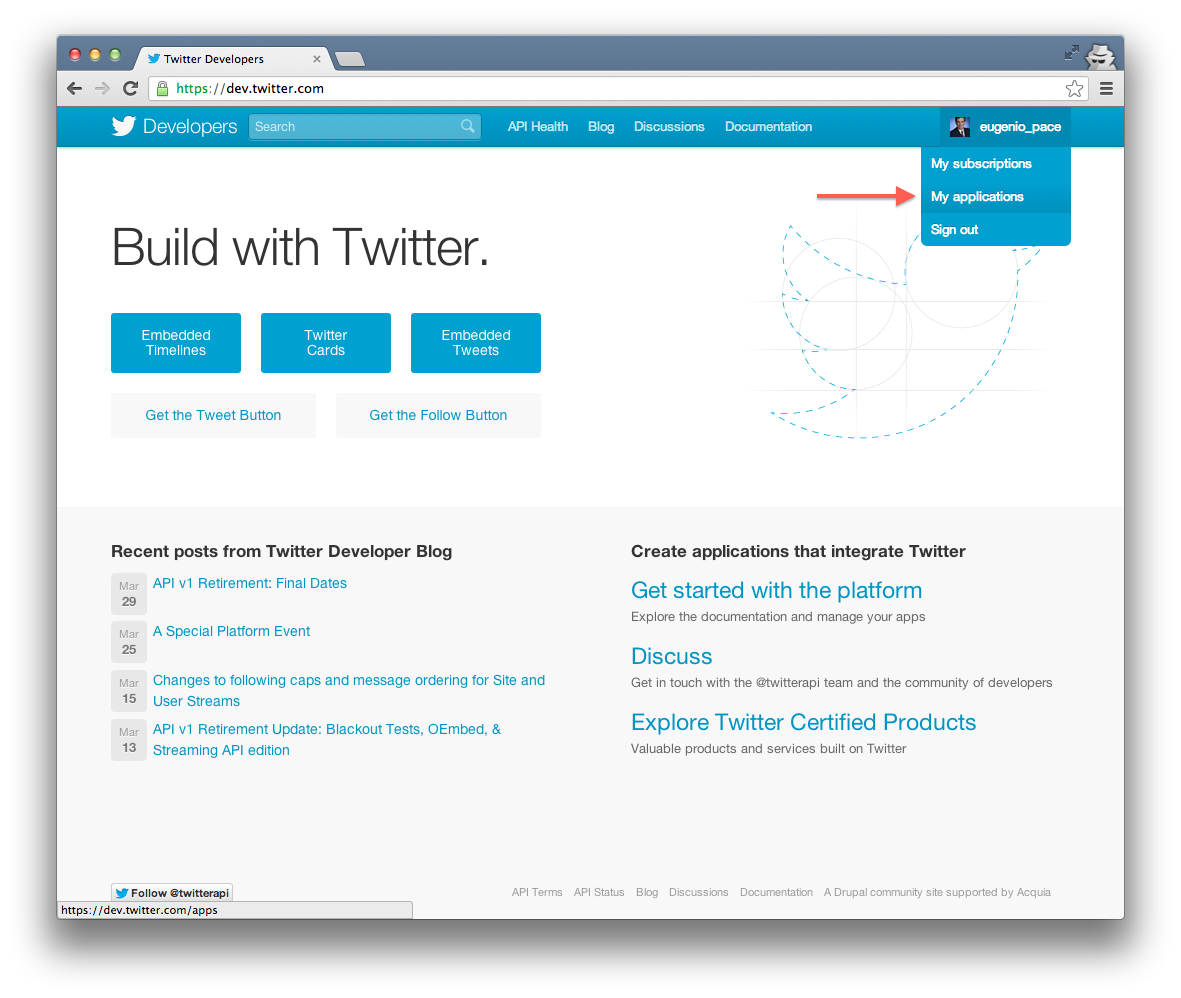 Twitter Developers
https://dev.twitter.com
Developers
Search
API Health
Blog
Discussions
Documentation
eugenio_pace
My subscriptions
My applications
Sign out
Build with Twitter.
Embedded
Timelines
Twitter
Cards
Embedded
Tweets
Get the Tweet Button
Get the Follow Button
Recent posts from Twitter Developer Blog
Mar
29
API v1 Retirement: Final Dates
Mar
25
A Special Platform Event
Mar
15
Changes to following caps and message ordering for Site and
User Streams
Mar
13
API v1 Retirement Update: Blackout Tests, OEmbed, &
Streaming API edition
Create applications that integrate Twitter
Get started with the platform
Explore the documentation and manage your apps
Discuss
Get in touch with the @twitterapi team and the community of developers
Explore Twitter Certified Products
Valuable products and services built on Twitter
Follow @twitterapi
API Terms
API Status
Blog
Discussions
Documentation
A Drupal community site supported by Acquia
https://dev.twitter.com/apps